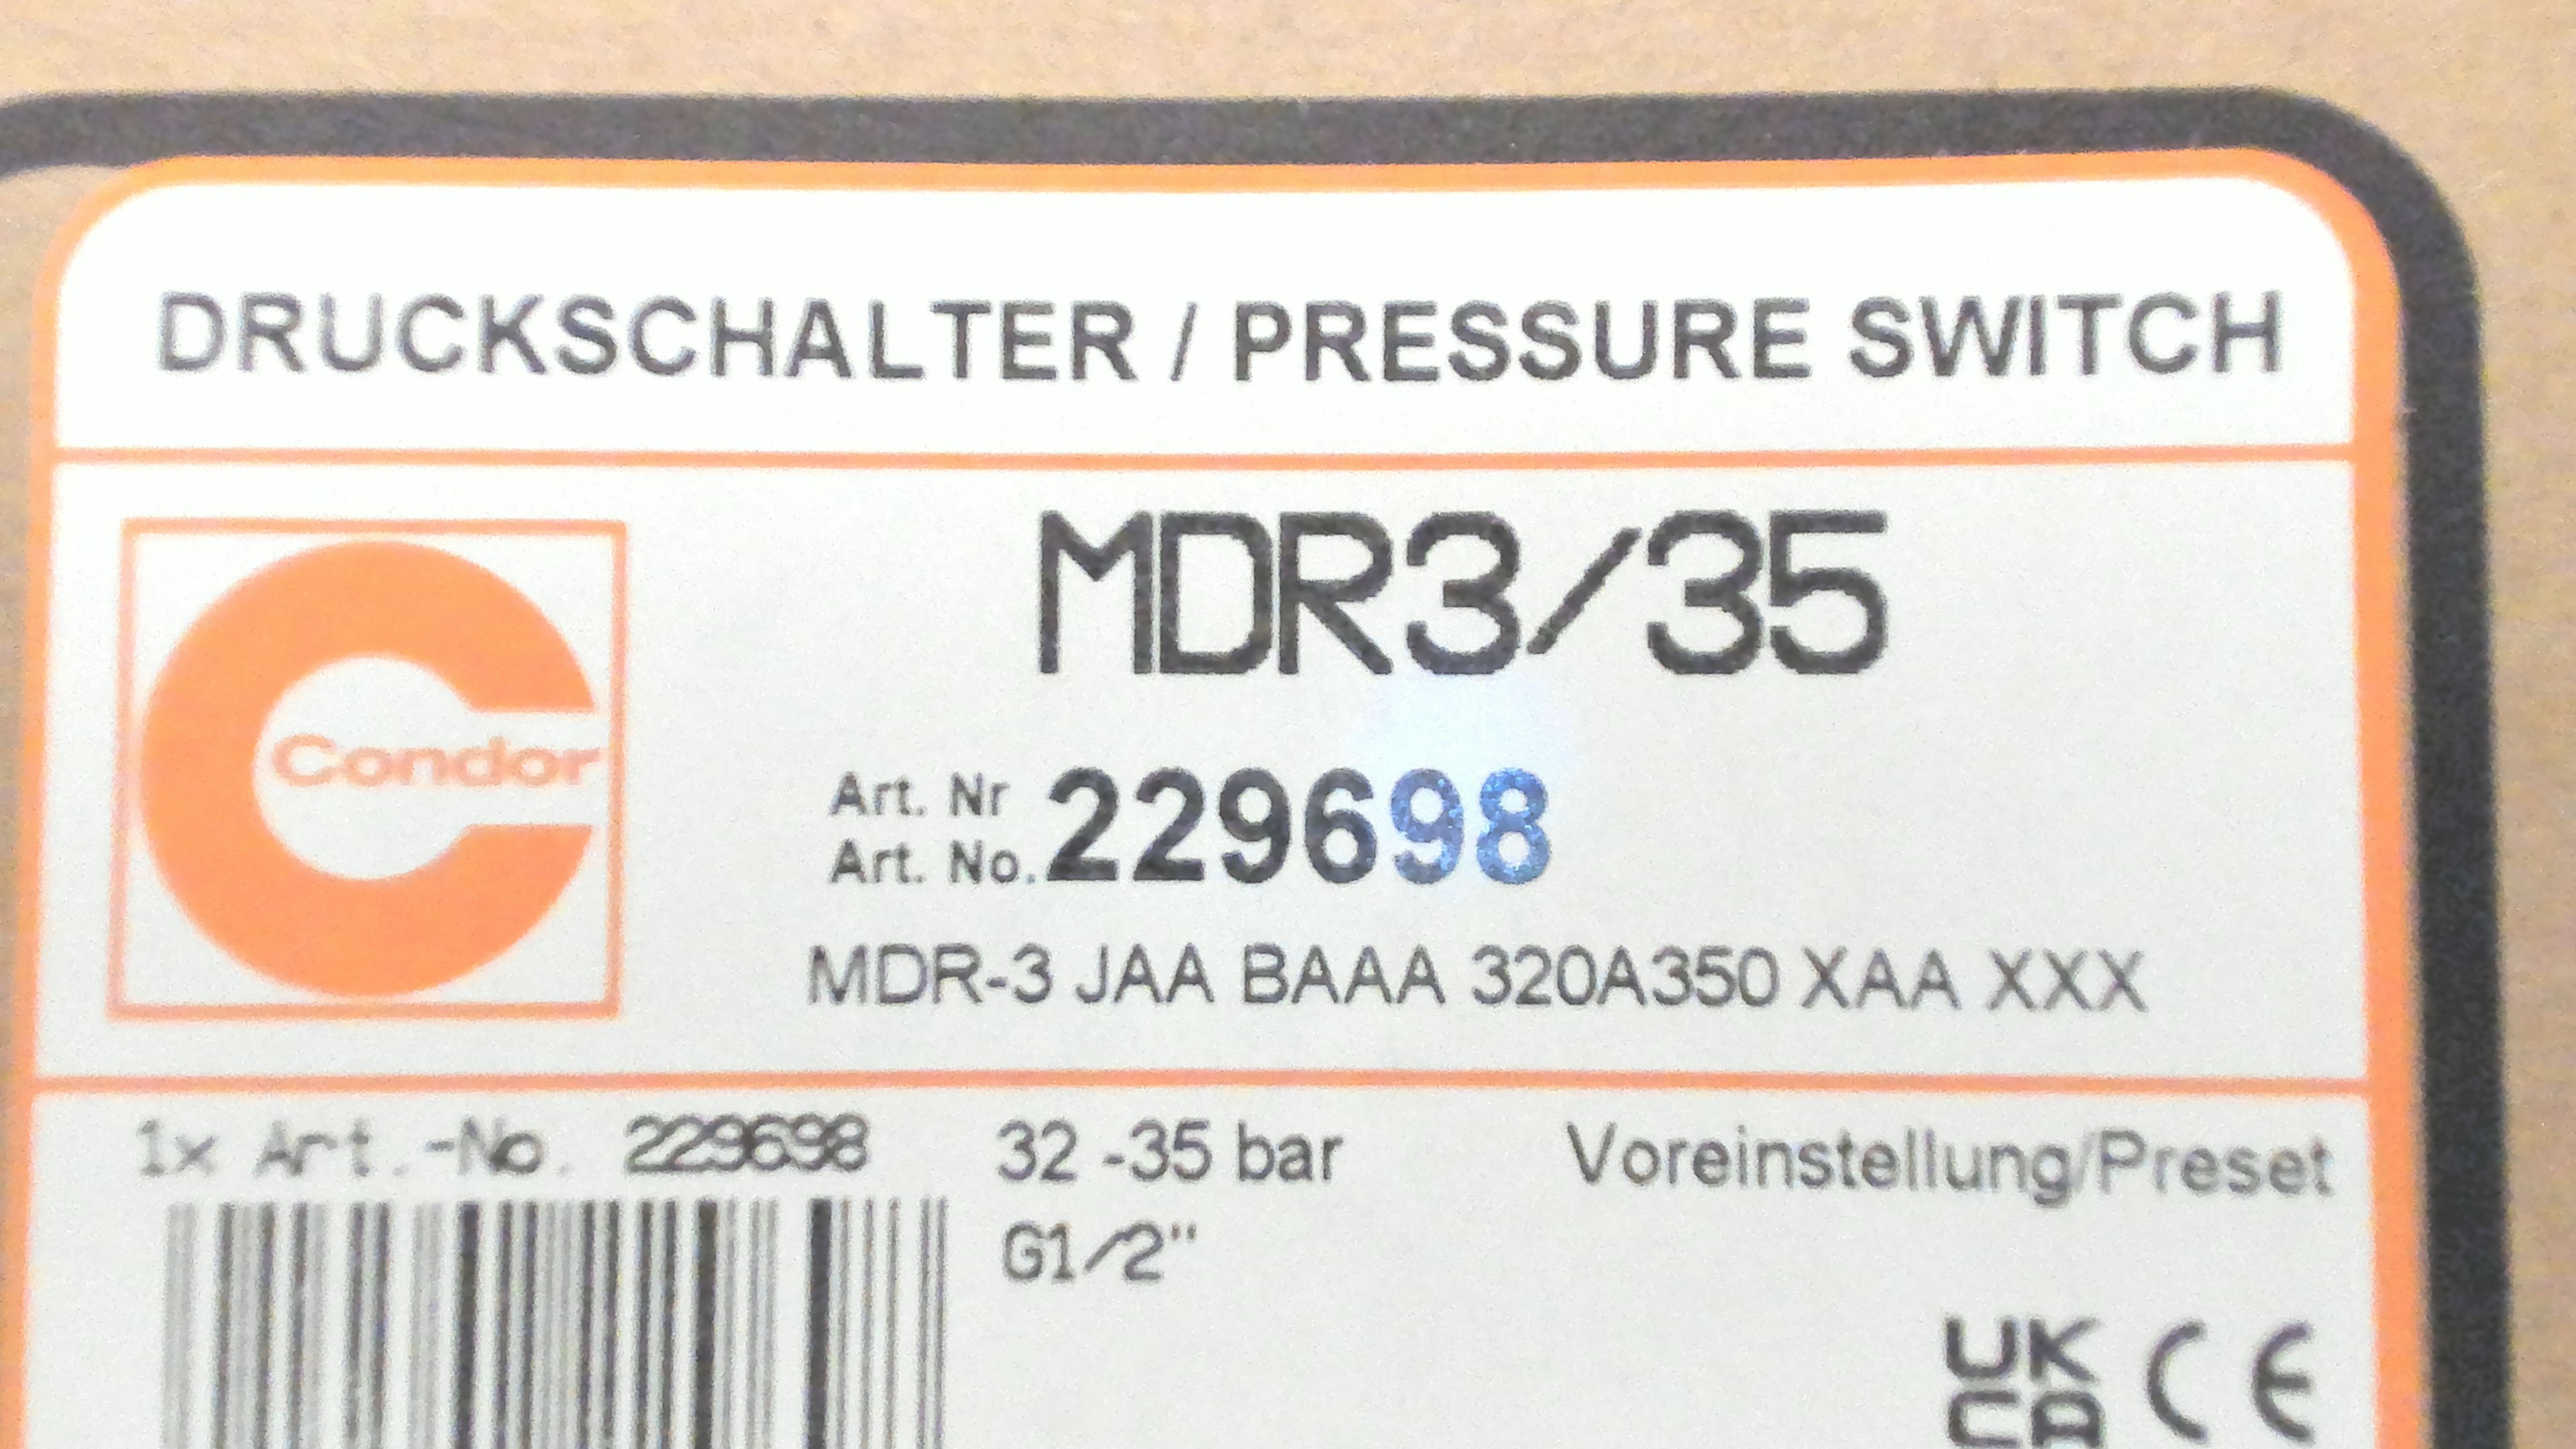 DRUCKSCHALTER / PRESSURE SWITCH
MDR3/35
Condor
Art. Nr
Art. No. 229698
MDR-3 JAA BAAA 320A350 XAA XXX
1x Art.-No. 229698
32 -35 bar
Voreinstellung/Preset
G1/2"
UK
CA
CE